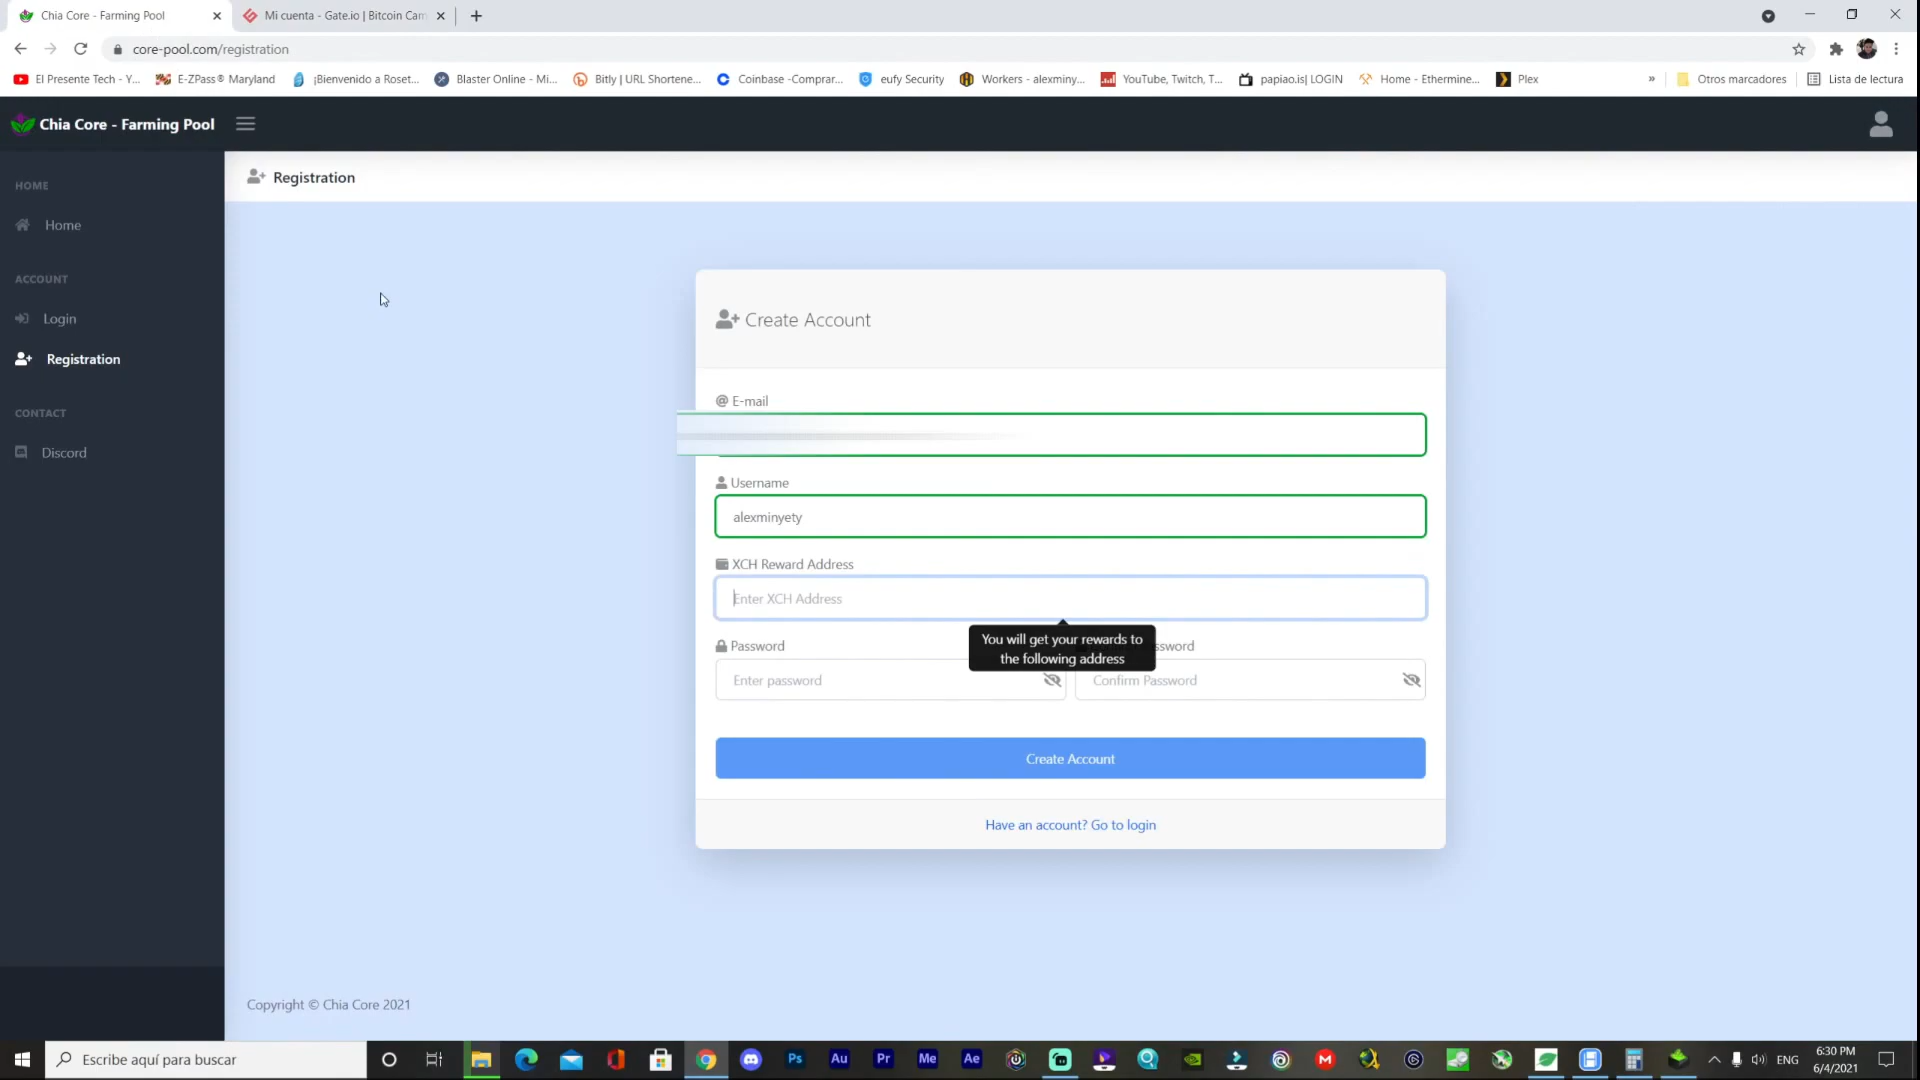 Chia Core - Farming Pool
Mi cuenta - Gate.io | Bitcoin Cam
core-pool.com/registration
El Presente Tech - Y...
E-ZPass® Maryland
¡Bienvenido a Roset...
Blaster Online - Mi...
Bitly | URL Shortene...
Coinbase -Comprar...
eufy Security
Workers - alexminy...
YouTube, Twitch, T...
papiao.is| LOGIN
Home - Ethermine...
Plex
»
Otros marcadores
Lista de lectura
Chia Core - Farming Pool
Registration
HOME
Home
ACCOUNT
Login
Registration
CONTACT
Discord
Create Account
@ E-mail
Username
alexminyety
XCH Reward Address
Enter XCH Address
You will get your rewards to
the following address
Password
ssword
Enter password
Confirm Password
Create Account
Have an account? Go to login
Copyright © Chia Core 2021
Escribe aquí para buscar
Ps
Au
Pr
Me
Ae
ENG
6:30 PM
6/4/2021